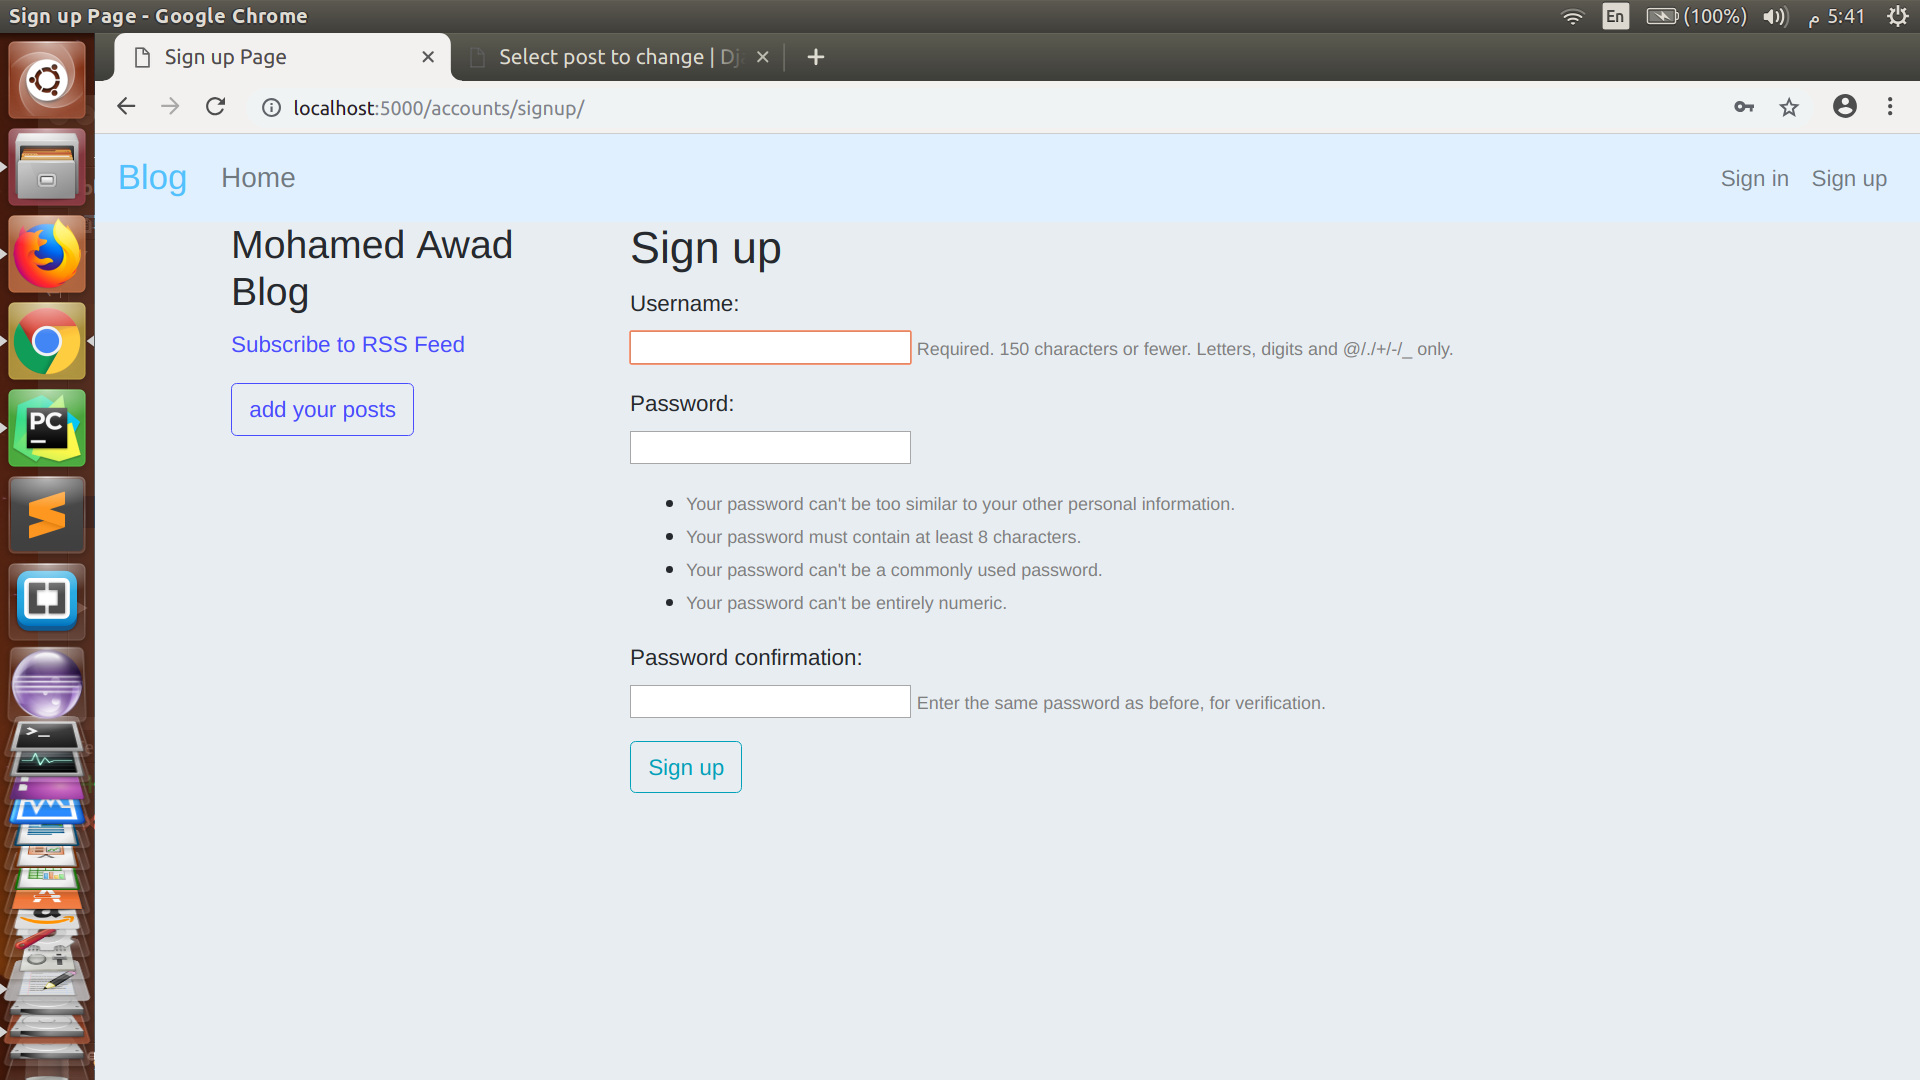 Sign up Page - Google Chrome
En (100%) م 5:41
Sign up Page
Select post to change | Dj
localhost:5000/accounts/signup/
Blog Home Sign in Sign up
Mohamed Awad
Blog
Subscribe to RSS Feed
add your posts
Sign up
Username:
Required. 150 characters or fewer. Letters, digits and @/./+/-/_ only.
Password:
Your password can't be too similar to your other personal information.
Your password must contain at least 8 characters.
Your password can't be a commonly used password.
Your password can't be entirely numeric.
Password confirmation:
Enter the same password as before, for verification.
Sign up
PC